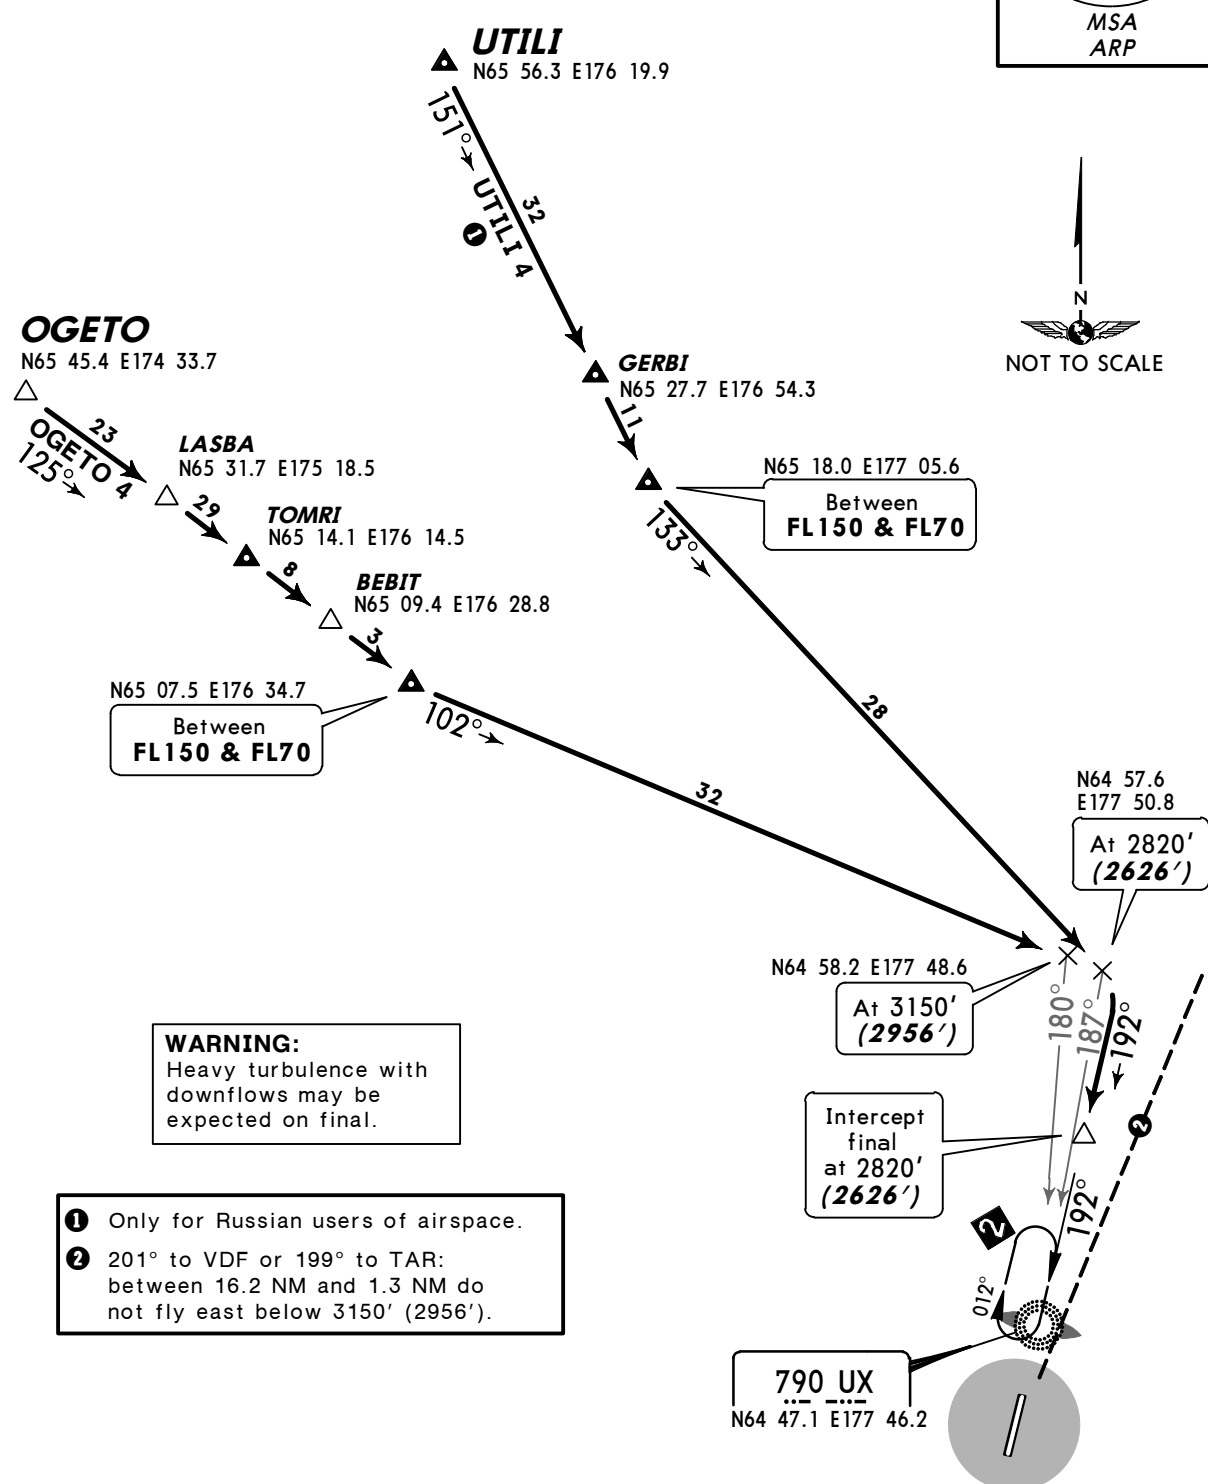 MSA
ARP
UTILI
N65 56.3 E176 19.9
151°
UTILI 4
32
1
N
NOT TO SCALE
OGETO
N65 45.4 E174 33.7
23
OGETO 4
125°
LASBA
N65 31.7 E175 18.5
29
TOMRI
N65 14.1 E176 14.5
8
BEBIT
N65 09.4 E176 28.8
3
GERBI
N65 27.7 E176 54.3
11
N65 18.0 E177 05.6
Between
FL150 & FL70
133°
28
N65 07.5 E176 34.7
Between
FL150 & FL70
102°
32
N64 57.6
E177 50.8
At 2820'
(2626')
N64 58.2 E177 48.6
At 3150'
(2956')
180°
187°
192°
2
Intercept
final
at 2820'
(2626')
192°
2
012°
790 UX
N64 47.1 E177 46.2
WARNING:
Heavy turbulence with
downflows may be
expected on final.
1 Only for Russian users of airspace.
2 201° to VDF or 199° to TAR:
between 16.2 NM and 1.3 NM do
not fly east below 3150' (2956').